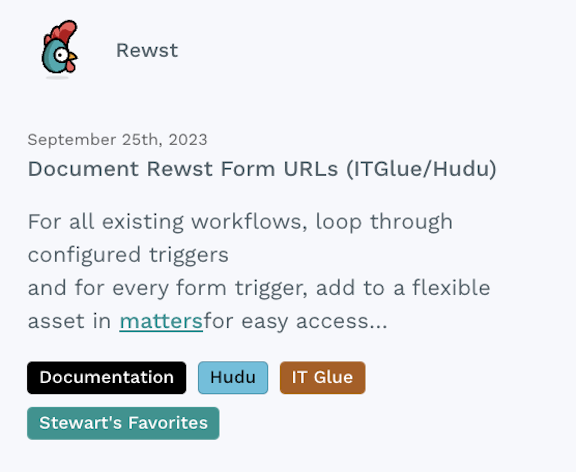 Rewst
September 25th, 2023
Document Rewst Form URLs (ITGlue/Hudu)
For all existing workflows, loop through
configured triggers
and for every form trigger, add to a flexible
asset in mattersfor easy access...
Documentation Hudu IT Glue
Stewart's Favorites